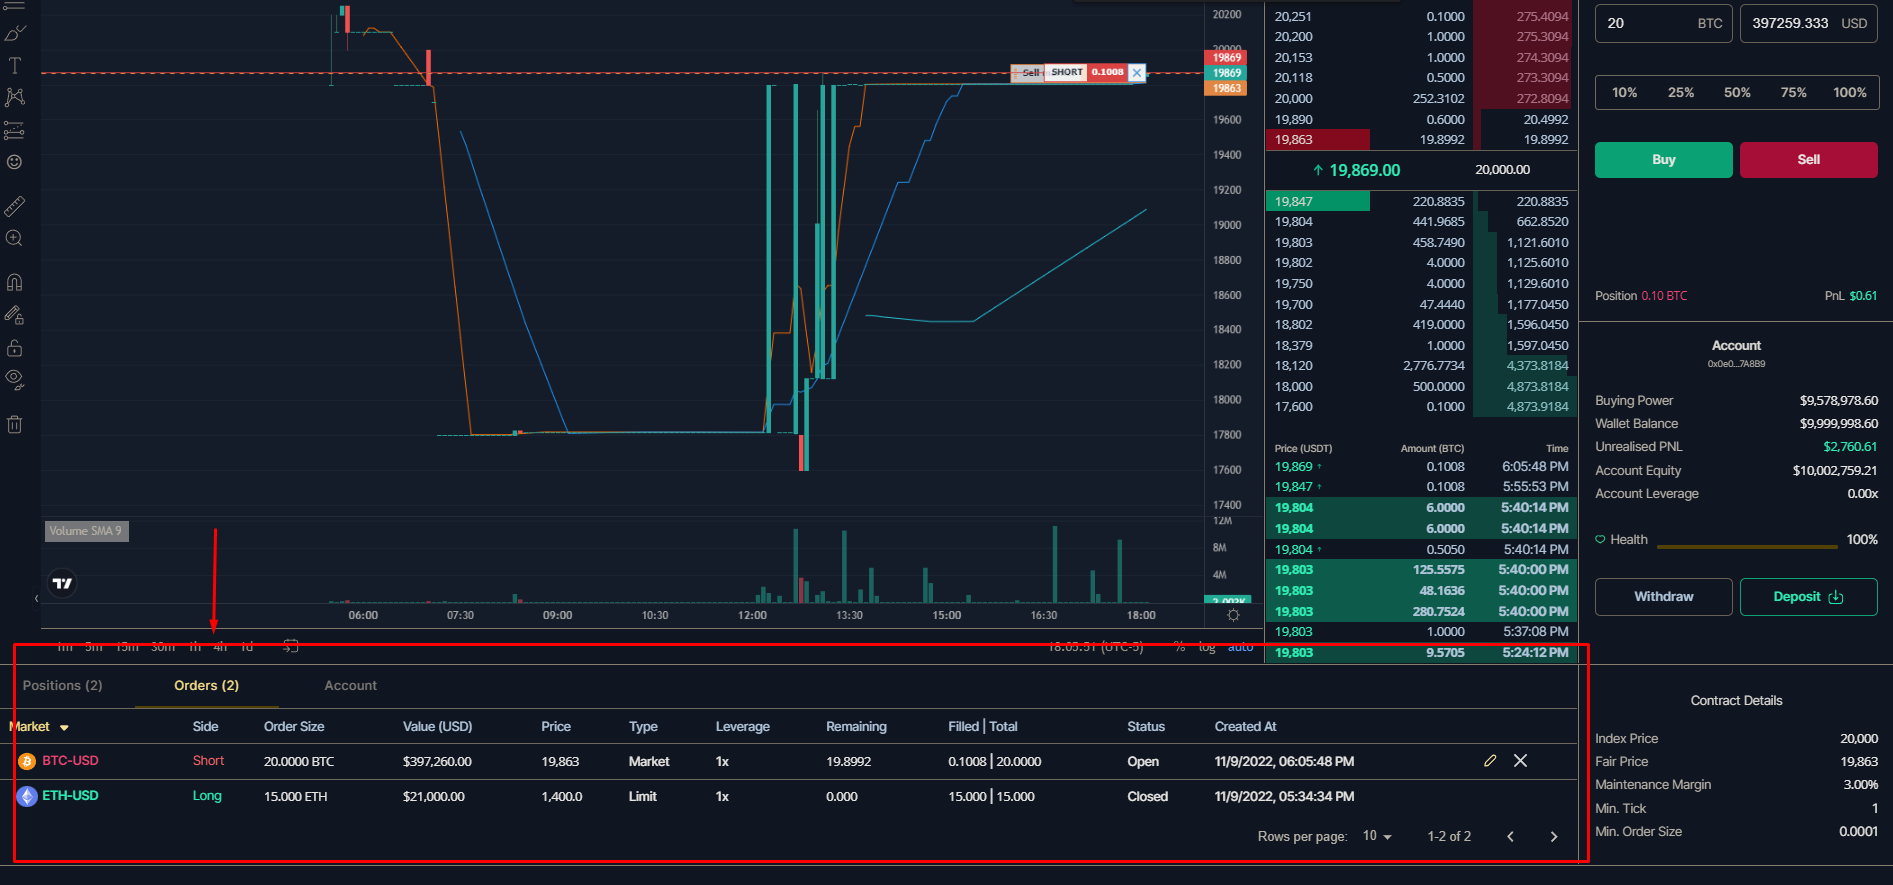 20200
20000
19869
19869
19863
19600
19400
19200
19000
18800
18600
18400
18200
18000
17800
17600
17400
Sell SHORT 0.1008
Volume SMA 9
12M
8M
4M
2.002K
06:00 07:30 09:00 10:30 12:00 13:30 15:00 16:30 18:00
1m 5m 15m 30m 1h 4h 1d
18:05:51 (UTC-5) % log auto
20,251 0.1000 275.4094
20,200 1.0000 275.3094
20,153 1.0000 274.3094
20,118 0.5000 273.3094
20,000 252.3102 272.8094
19,890 0.6000 20.4992
19,863 19.8992 19.8992
↑ 19,869.00 20,000.00
19,847 220.8835 220.8835
19,804 441.9685 662.8520
19,803 458.7490 1,121.6010
19,802 4.0000 1,125.6010
19,750 4.0000 1,129.6010
19,700 47.4440 1,177.0450
18,802 419.0000 1,596.0450
18,379 1.0000 1,597.0450
18,120 2,776.7734 4,373.8184
18,000 500.0000 4,873.8184
17,600 0.1000 4,873.9184
Price (USDT) Amount (BTC) Time
19,869 ↑ 0.1008 6:05:48 PM
19,847 ↑ 0.1008 5:55:53 PM
19,804 6.0000 5:40:14 PM
19,804 6.0000 5:40:14 PM
19,804 ↑ 0.5050 5:40:14 PM
19,803 125.5575 5:40:00 PM
19,803 48.1636 5:40:00 PM
19,803 280.7524 5:40:00 PM
19,803 1.0000 5:37:08 PM
19,803 9.5705 5:24:12 PM
20 BTC 397259.333 USD
10% 25% 50% 75% 100%
Buy Sell
Position 0.10 BTC PnL $0.61
Account
0x0e0...7A8B9
Buying Power $9,578,978.60
Wallet Balance $9,999,998.60
Unrealised PNL $2,760.61
Account Equity $10,002,759.21
Account Leverage 0.00x
Health 100%
Withdraw Deposit
Contract Details
Index Price 20,000
Fair Price 19,863
Maintenance Margin 3.00%
Min. Tick 1
Min. Order Size 0.0001
Positions (2) Orders (2) Account
Market Side Order Size Value (USD) Price Type Leverage Remaining Filled | Total Status Created At
BTC-USD Short 20.0000 BTC $397,260.00 19,863 Market 1x 19.8992 0.1008 | 20.0000 Open 11/9/2022, 06:05:48 PM
ETH-USD Long 15.000 ETH $21,000.00 1,400.0 Limit 1x 0.000 15.000 | 15.000 Closed 11/9/2022, 05:34:34 PM
Rows per page: 10 1-2 of 2